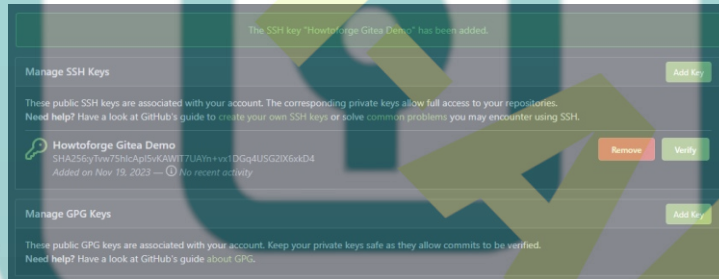 The SSH key "Howtoforge Gitea Demo" has been added.
Manage SSH Keys
Add Key
These public SSH keys are associated with your account. The corresponding private keys allow full access to your repositories.
Need help? Have a look at GitHub's guide to create your own SSH keys or solve common problems you may encounter using SSH.
Howtoforge Gitea Demo
Remove
Verify
Added on Nov 19, 2023 — No recent activity
Manage GPG Keys
Add Key
These public GPG keys are associated with your account. Keep your private keys safe as they allow commits to be verified.
Need help? Have a look at GitHub's guide about GPG.